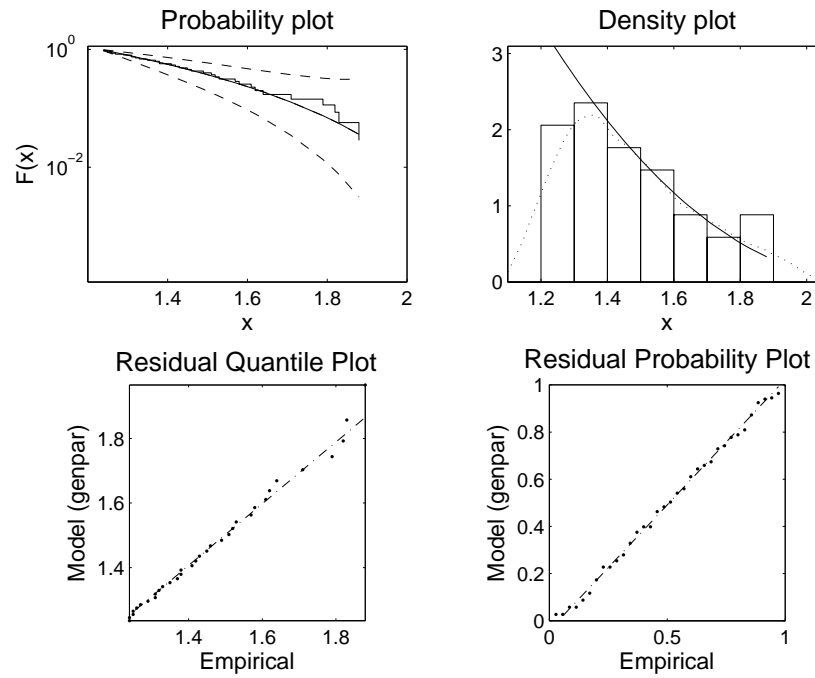 Probability plot
10^0
10^−2
F(x)
1.4 1.6 1.8 2
x
Density plot
3
2
1
0
1.2 1.4 1.6 1.8 2
x
Residual Quantile Plot
1.8
1.6
1.4
Model (genpar)
1.4 1.6 1.8
Empirical
Residual Probability Plot
1
0.8
0.6
0.4
0.2
0
Model (genpar)
0 0.5 1
Empirical